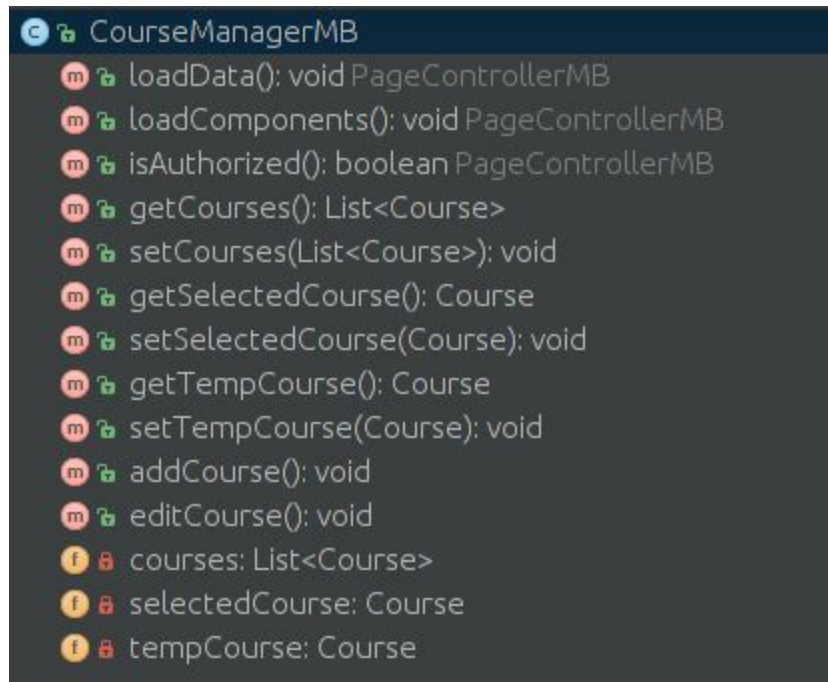 C CourseManagerMB
m loadData(): void PageControllerMB
m loadComponents(): void PageControllerMB
m isAuthorized(): boolean PageControllerMB
m getCourses(): List<Course>
m setCourses(List<Course>): void
m getSelectedCourse(): Course
m setSelectedCourse(Course): void
m getTempCourse(): Course
m setTempCourse(Course): void
m addCourse(): void
m editCourse(): void
f courses: List<Course>
f selectedCourse: Course
f tempCourse: Course